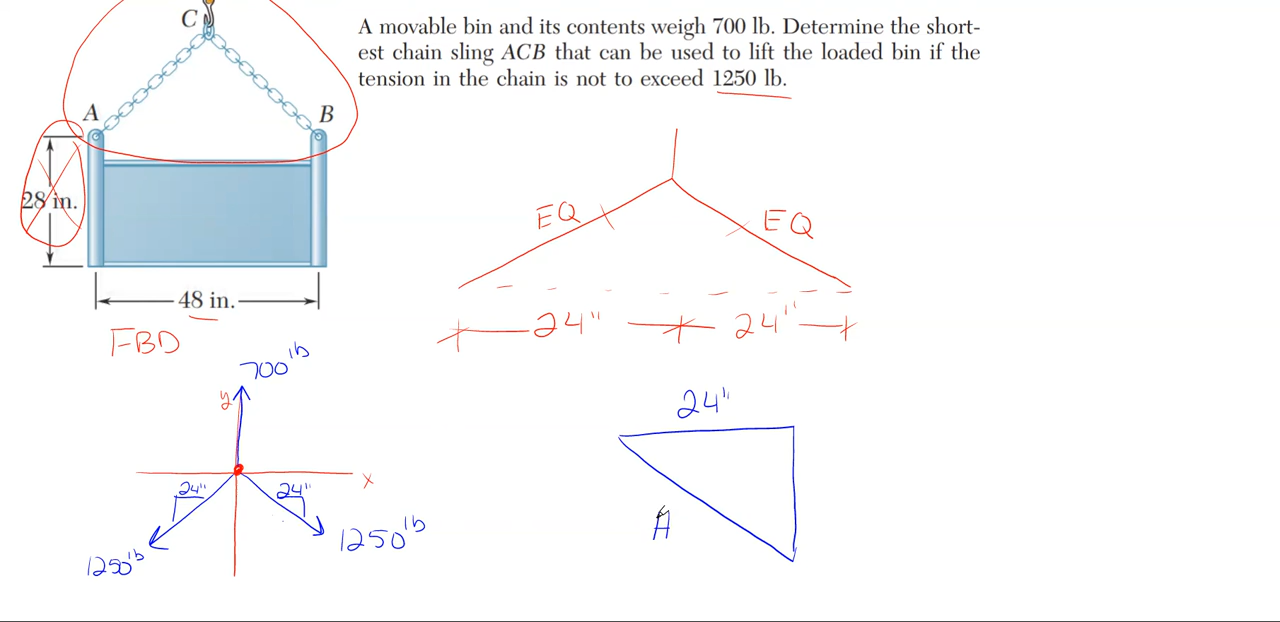 C
A movable bin and its contents weigh 700 lb. Determine the short-
est chain sling ACB that can be used to lift the loaded bin if the
tension in the chain is not to exceed 1250 lb.
A
B
28 in.
48 in.
EQ
EQ
24"
24"
FBD
700 lb
y
x
24"
24"
1250 lb
1250 lb
24"
A